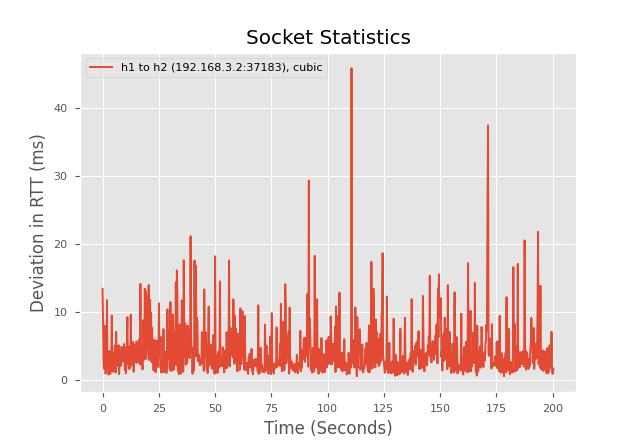 Socket Statistics
h1 to h2 (192.168.3.2:37183), cubic
Deviation in RTT (ms)
40
30
20
10
0
0 25 50 75 100 125 150 175 200
Time (Seconds)